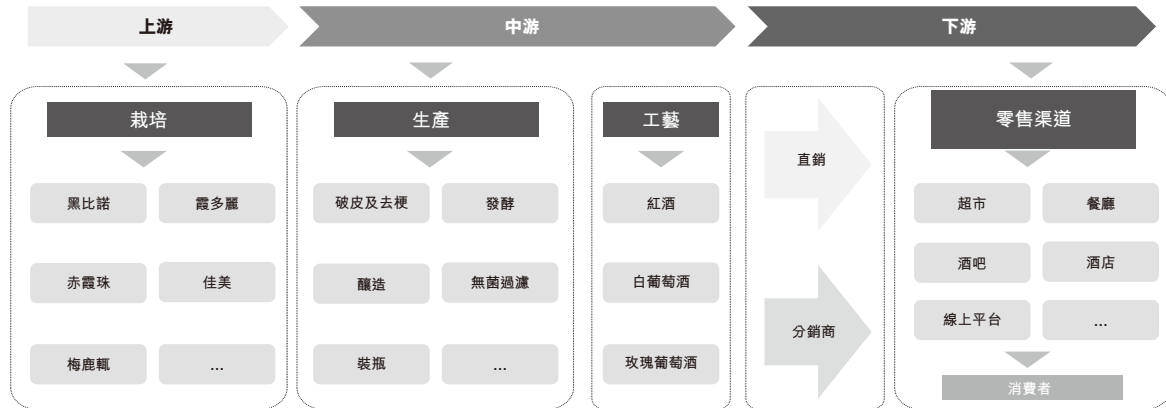 上游
中游
下游
栽培
黑比諾
霞多麗
赤霞珠
佳美
梅鹿輒
...
生產
破皮及去梗
發酵
釀造
無菌過濾
裝瓶
...
工藝
紅酒
白葡萄酒
玫瑰葡萄酒
直銷
分銷商
零售渠道
超市
餐廳
酒吧
酒店
線上平台
...
消費者